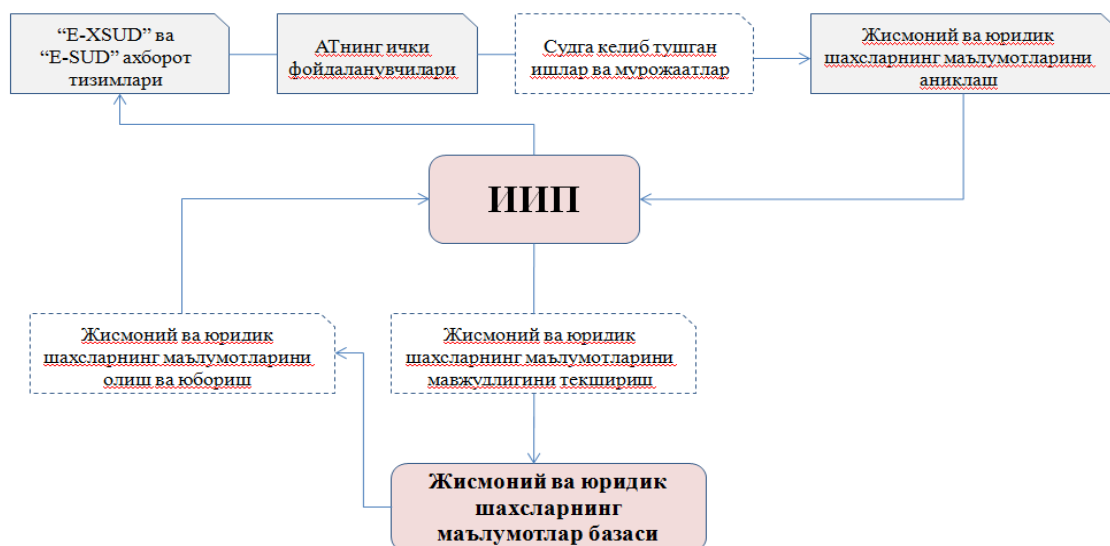 “E-XSUD” ва
“E-SUD” ахборот
тизимлари
АТнинг ички
фойдаланувчилари
Судга келиб тушган
ишлар ва мурожаатлар
Жисмоний ва юридик
шахсларнинг маълумотларини
аниклаш
ИИП
Жисмоний ва юридик
шахсларнинг маълумотларини
олиш ва юбориш
Жисмоний ва юридик
шахсларнинг маълумотларини
мавжудлигини текшириш
Жисмоний ва юридик
шахсларнинг
маълумотлар базаси